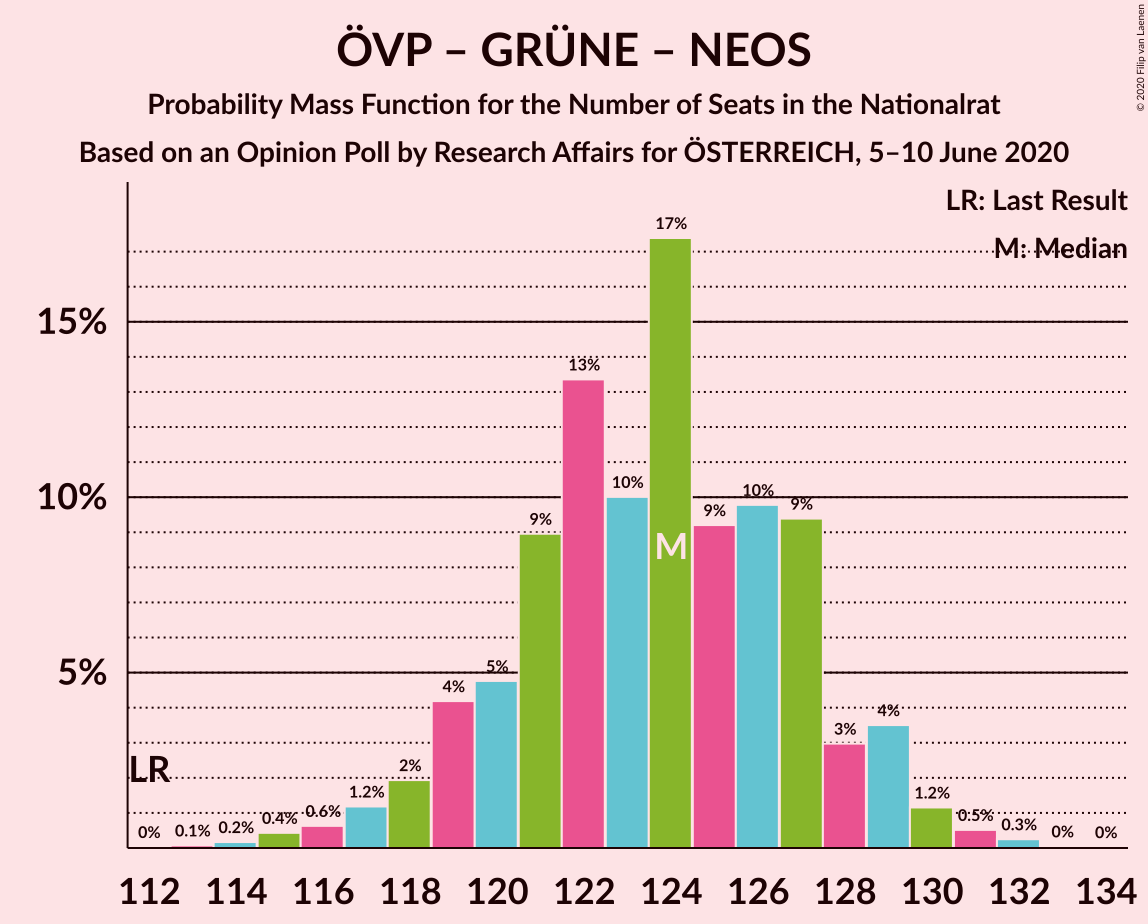 ÖVP – GRÜNE – NEOS
Probability Mass Function for the Number of Seats in the Nationalrat
Based on an Opinion Poll by Research Affairs for ÖSTERREICH, 5–10 June 2020
© 2020 Filip van Laenen
LR: Last Result
M: Median
15%
10%
5%
17%
13%
10%
9%
M
9%
10%
9%
5%
4%
2%
1.2%
0.6%
0.4%
0.2%
0.1%
0%
LR
3%
4%
1.2%
0.5%
0.3%
0%
0%
112 114 116 118 120 122 124 126 128 130 132 134